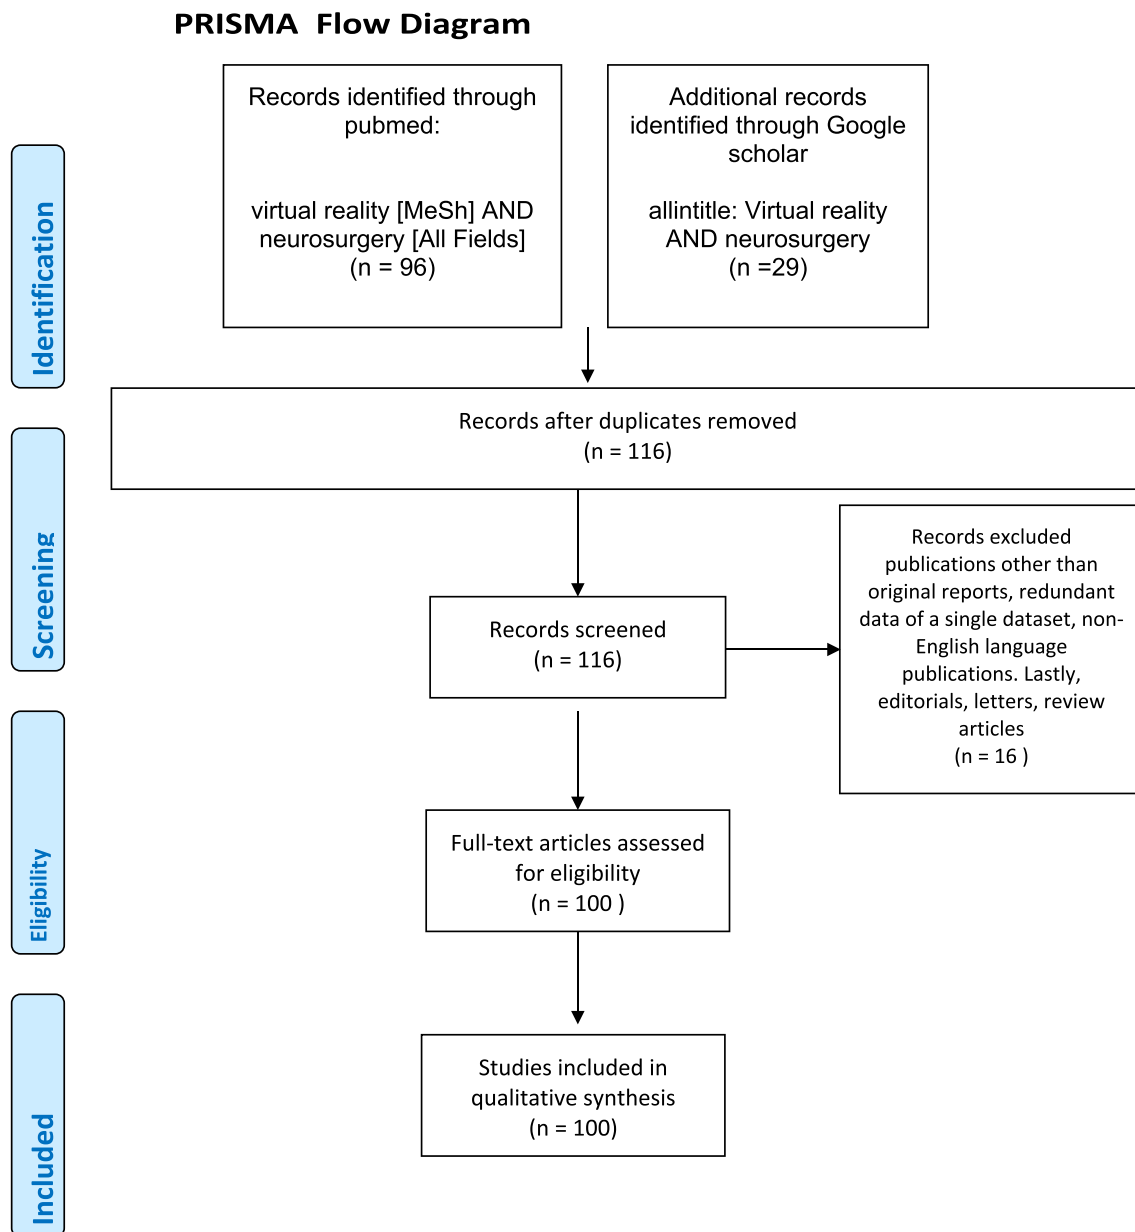 PRISMA  Flow Diagram
Records identified through
pubmed:
virtual reality [MeSh] AND
neurosurgery [All Fields]
(n = 96)
Additional records
identified through Google
scholar
allintitle: Virtual reality
AND neurosurgery
(n =29)
Identification
Records after duplicates removed
(n = 116)
Screening
Records screened
(n = 116)
Records excluded
publications other than
original reports, redundant
data of a single dataset, non-
English language
publications. Lastly,
editorials, letters, review
articles
(n = 16 )
Eligibility
Full-text articles assessed
for eligibility
(n = 100 )
Included
Studies included in
qualitative synthesis
(n = 100)